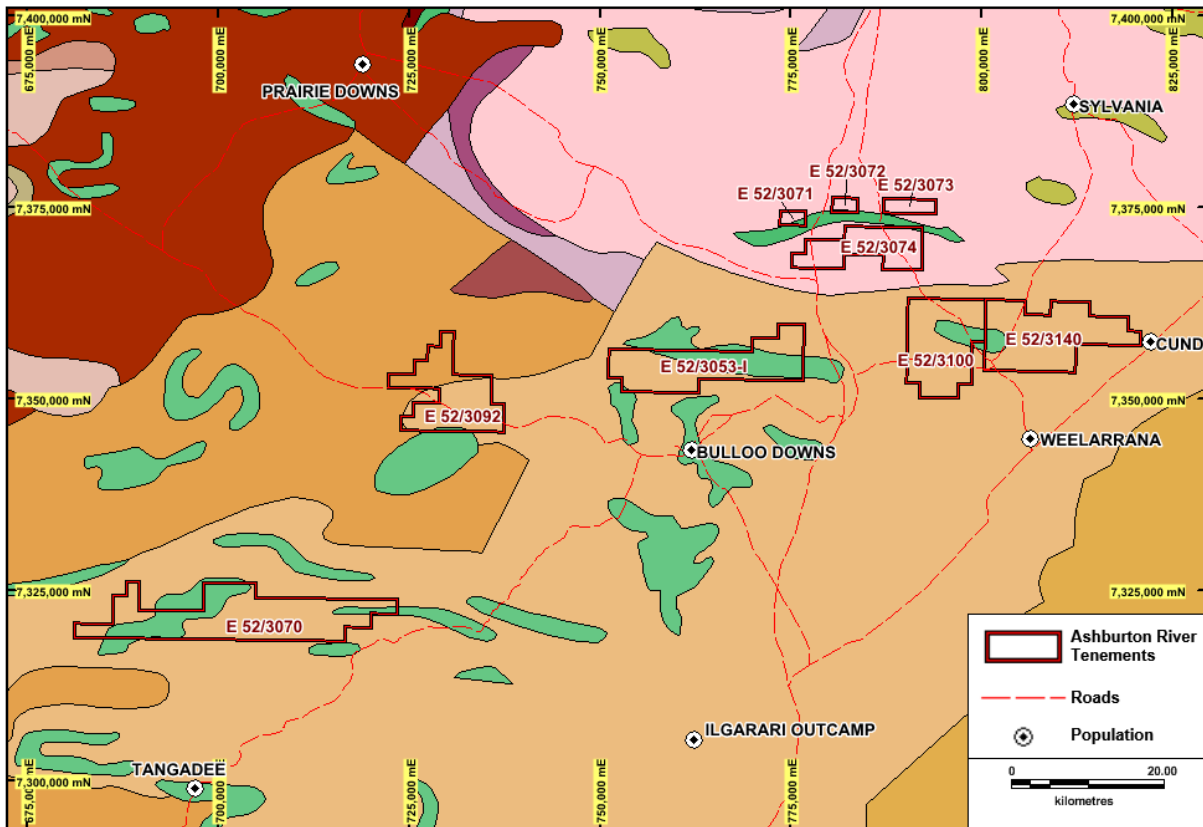 7,400,000 mN
7,400,000 mN
675,000 mE
700,000 mE
725,000 mE
750,000 mE
775,000 mE
800,000 mE
825,000 mE
PRAIRIE DOWNS
SYLVANIA
E 52/3072
E 52/3073
E 52/3071
7,375,000 mN
7,375,000 mN
E 52/3074
E 52/3140
CUND
E 52/3100
E 52/3053-I
7,350,000 mN
7,350,000 mN
E 52/3092
WEELARRANA
BULLOO DOWNS
7,325,000 mN
7,325,000 mN
E 52/3070
Ashburton River
Tenements
Roads
Population
0 20.00
kilometres
ILGARARI OUTCAMP
TANGADEE
7,300,000 mN
675,000 mE
700,000 mE
725,000 mE
750,000 mE
775,000 mE